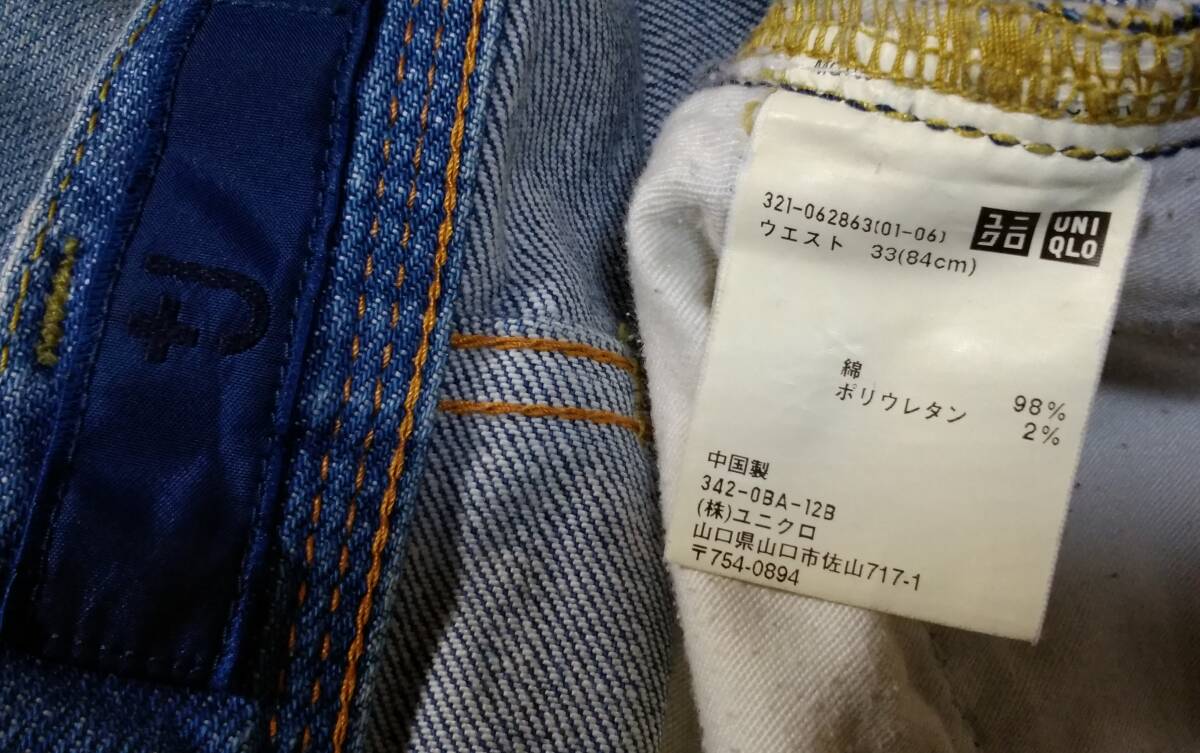 +J
321-062863(01-06)
ユニクロ
UNIQLO
ウエスト 33(84cm)
綿 98%
ポリウレタン 2%
中国製
342-0BA-12B
(株)ユニクロ
山口県山口市佐山717-1
〒754-0894